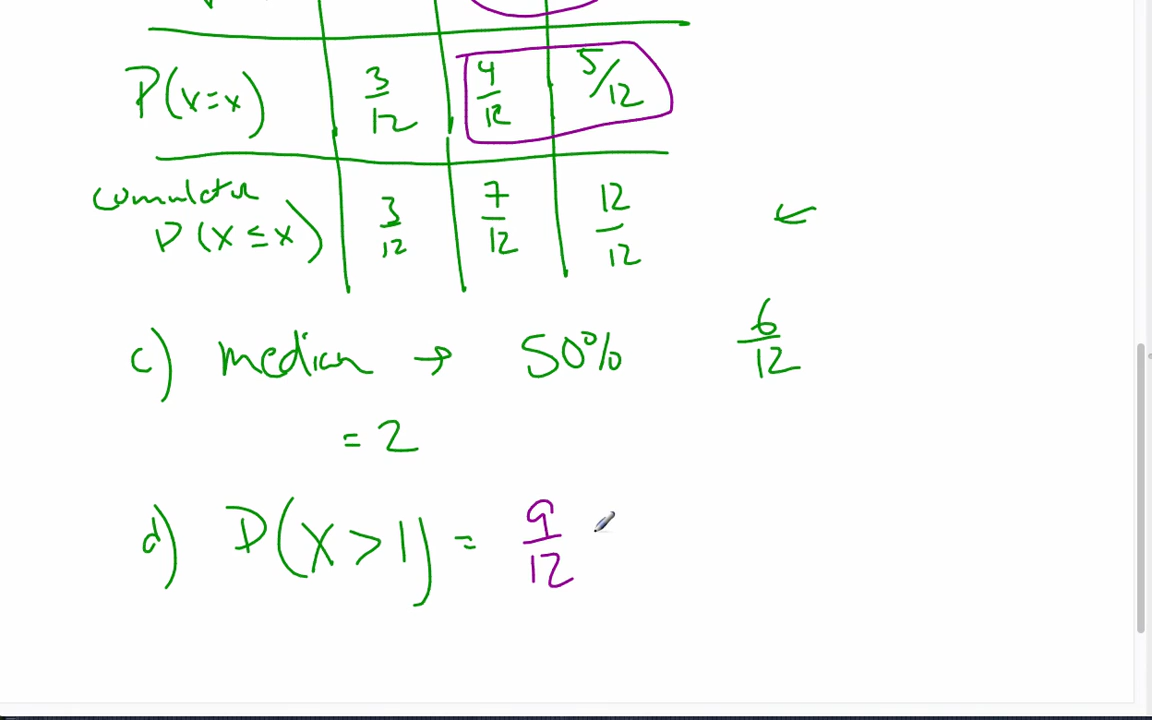 P(x=x) 3/12 4/12 5/12
P(x≤x) 3/12 7/12 12/12
c) median → 50% 6/12
= 2
d) P(x>1) = 9/12